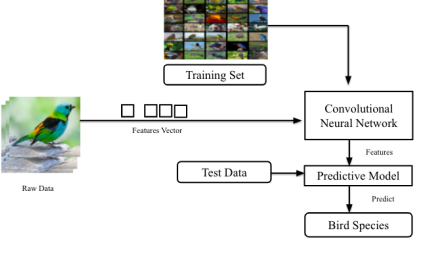 Training Set
Convolutional
Neural Network
Features Vector
Features
Test Data
Predictive Model
Raw Data
Predict
Bird Species